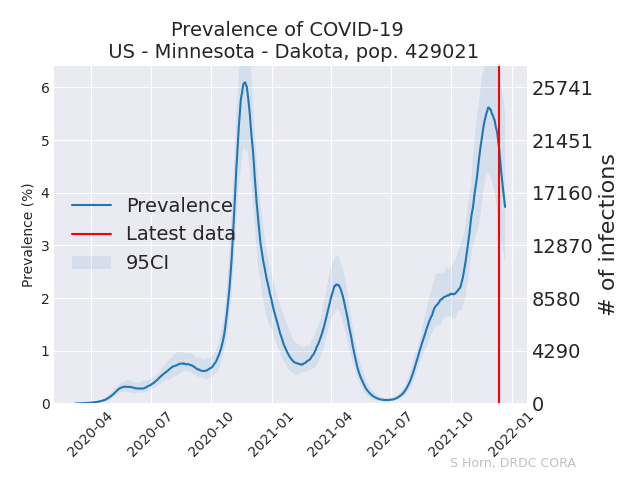 Prevalence of COVID-19
US - Minnesota - Dakota, pop. 429021
Prevalence (%)
6
5
4
3
2
1
0
25741
21451
17160
12870
8580
4290
0
# of infections
Prevalence
Latest data
95CI
2020-04
2020-07
2020-10
2021-01
2021-04
2021-07
2021-10
2022-01
S Horn, DRDC CORA